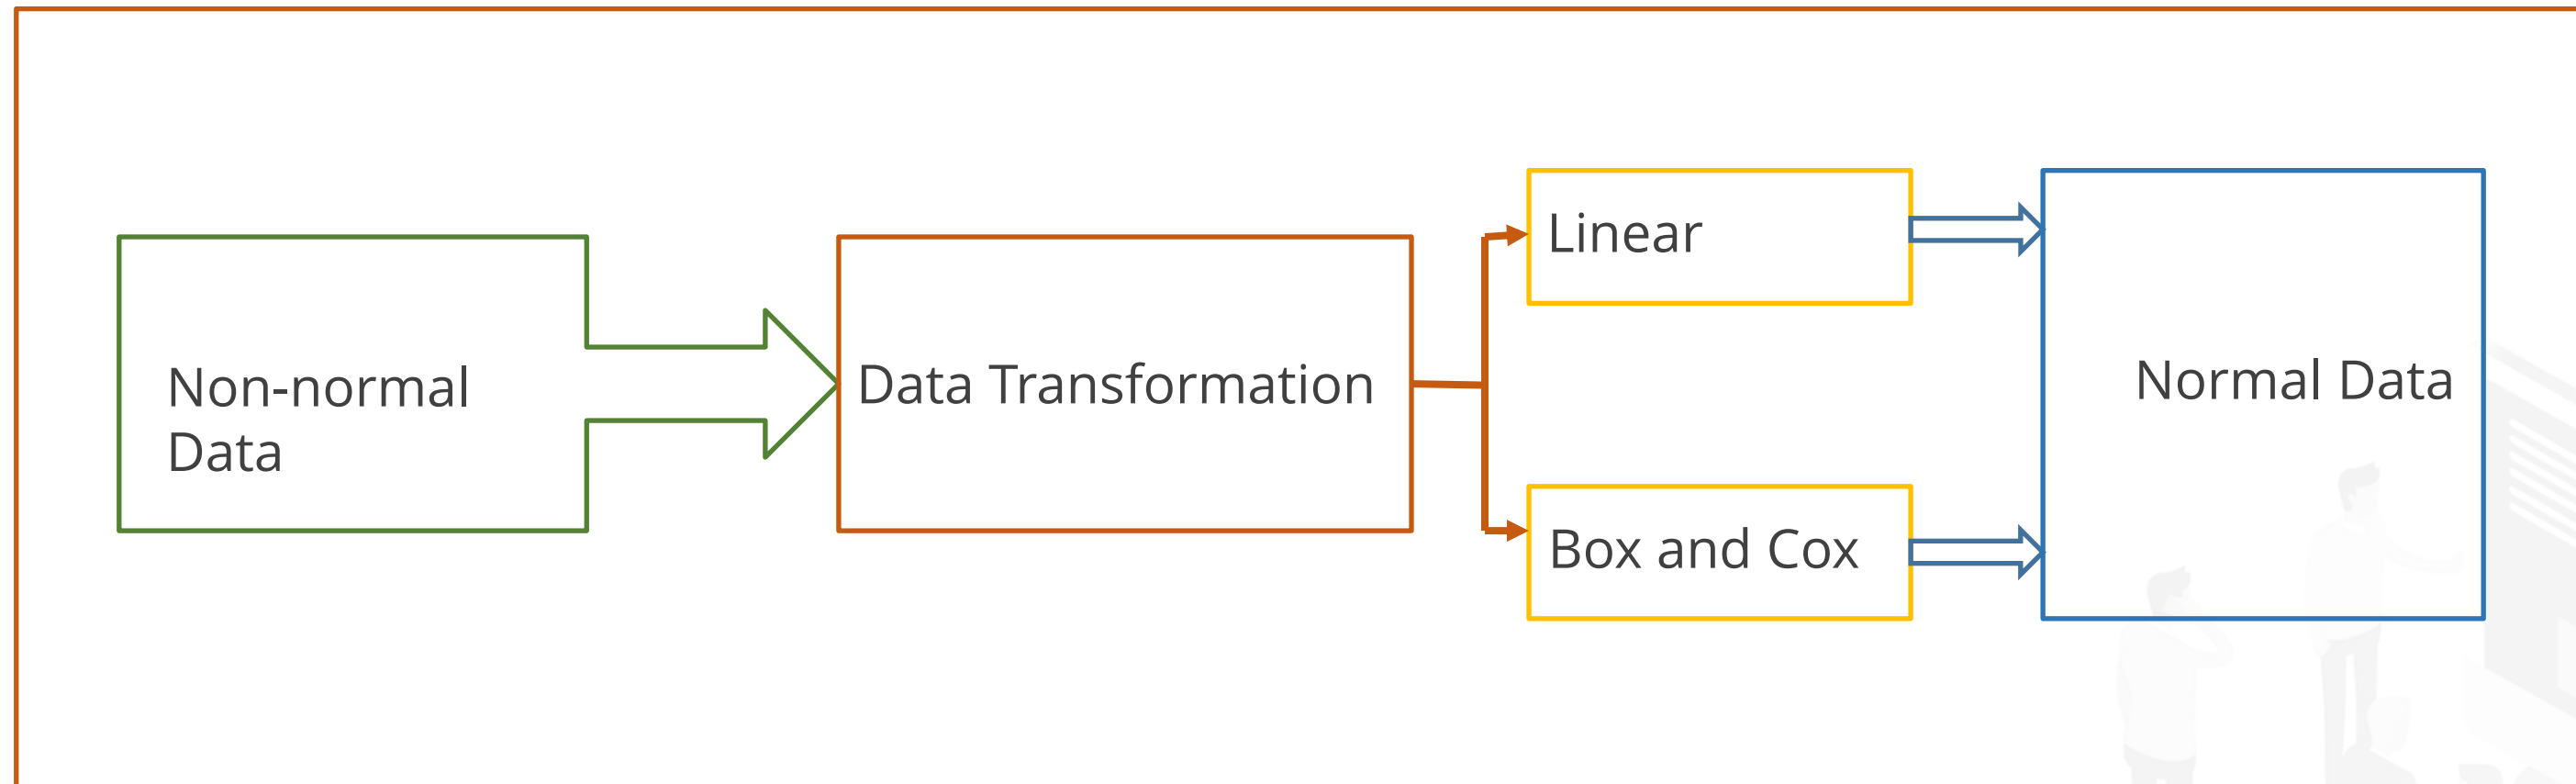 Non-normal
Data
Data Transformation
Linear
Box and Cox
Normal Data